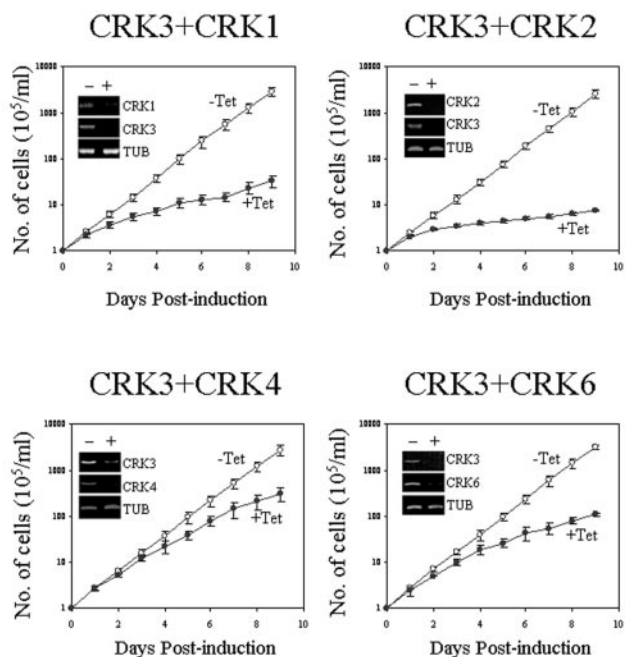 CRK3+CRK1
CRK3+CRK2
No. of cells (10⁵/ml)
10000
1000
100
10
1
− +
CRK1
CRK3
TUB
-Tet
+Tet
0 2 4 6 8 10
Days Post-induction
No. of cells (10⁵/ml)
10000
1000
100
10
1
− +
CRK2
CRK3
TUB
-Tet
+Tet
0 2 4 6 8 10
Days Post-induction
CRK3+CRK4
CRK3+CRK6
No. of cells (10⁵/ml)
10000
1000
100
10
1
− +
CRK3
CRK4
TUB
-Tet
+Tet
0 2 4 6 8 10
Days Post-induction
No. of cells (10⁵/ml)
10000
1000
100
10
1
− +
CRK3
CRK6
TUB
-Tet
+Tet
0 2 4 6 8 10
Days Post-induction